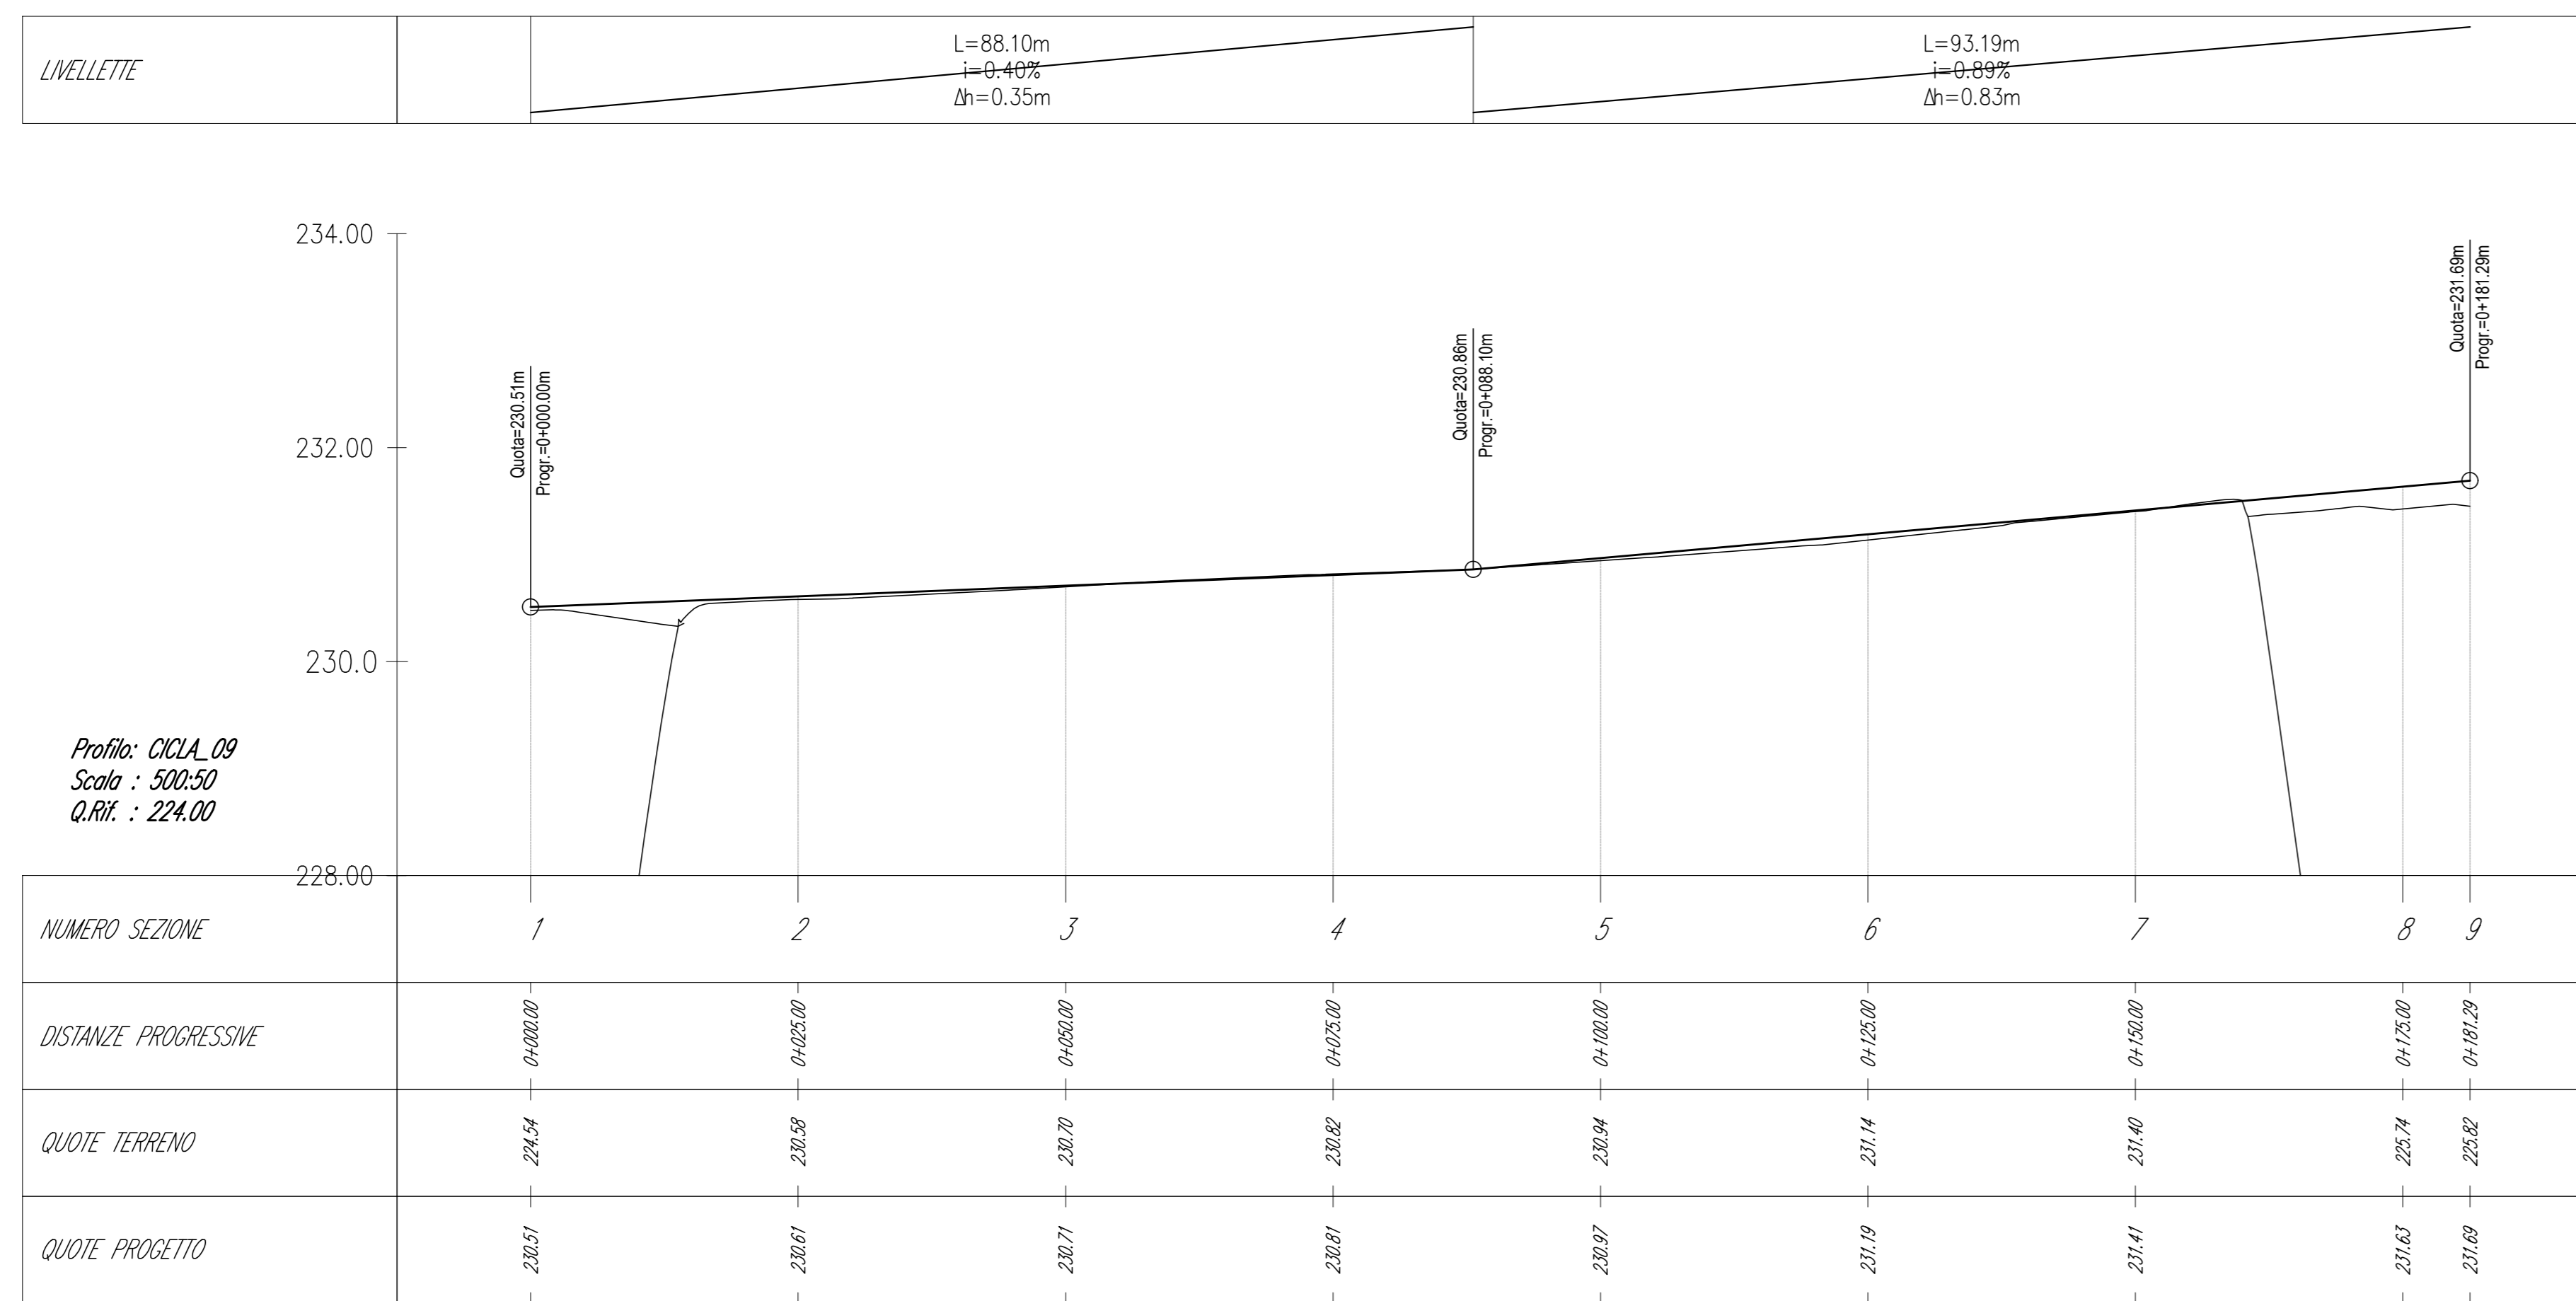 LIVELLETTE
L=88.10m
i=0.40%
Δh=0.35m
L=93.19m
i=0.89%
Δh=0.83m
234.00
232.00
230.0
228.00
Quota=230.51m
Progr.=0+000.00m
Quota=230.86m
Progr.=0+088.10m
Quota=231.69m
Progr.=0+181.29m
Profilo: CICLA_09
Scala : 500:50
Q.Rif. : 224.00
NUMERO SEZIONE 1 2 3 4 5 6 7 8 9
DISTANZE PROGRESSIVE 0+000.00 0+025.00 0+050.00 0+075.00 0+100.00 0+125.00 0+150.00 0+175.00 0+181.29
QUOTE TERRENO 224.54 230.58 230.70 230.82 230.94 231.14 231.40 225.74 225.82
QUOTE PROGETTO 230.51 230.61 230.71 230.81 230.97 231.19 231.41 231.63 231.69